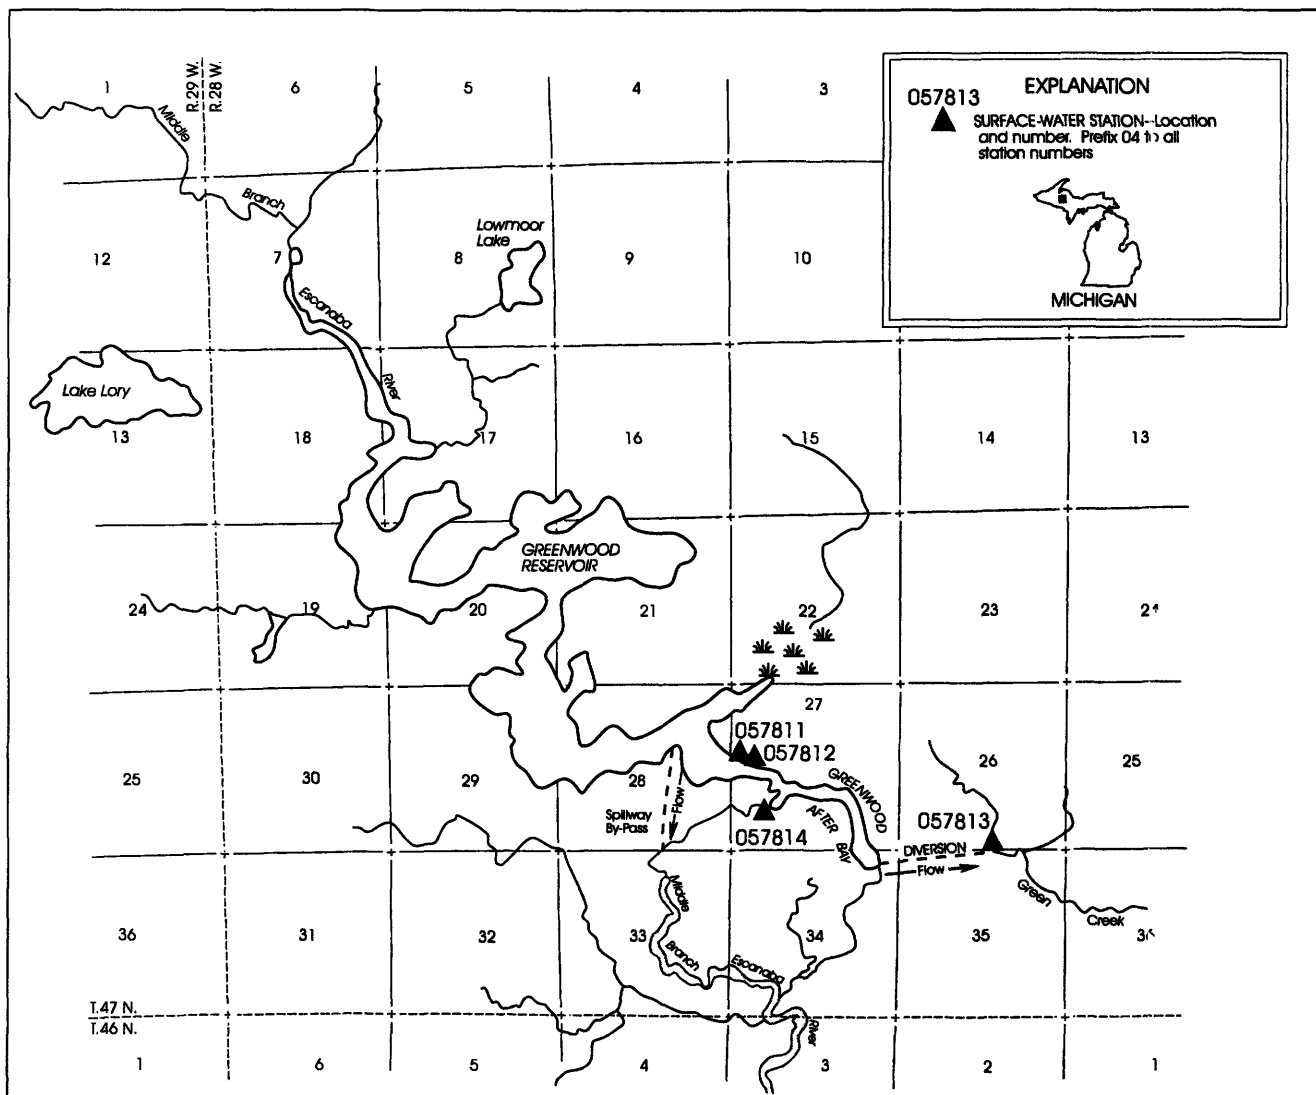 1
R.29 W.
R.28 W.
6
5
4
3
EXPLANATION
057813
SURFACE-WATER STATION--Location
and number. Prefix 04 to all
station numbers
MICHIGAN
Middle
Branch
Lowmoor
Lake
12
7
8
9
10
Escanaba
River
Lake Lory
13
18
17
16
15
14
13
GREENWOOD
RESERVOIR
24
19
20
21
22
23
27
057811
057812
25
30
29
28
26
25
GREENWOOD
AFTER
BAY
Spillway
By-Pass
Flow
057814
057813
DIVERSION
Flow
Green
Creek
36
31
32
33
34
35
Middle
Branch
Escanaba
River
T.47 N.
T.46 N.
1
6
5
4
3
2
1